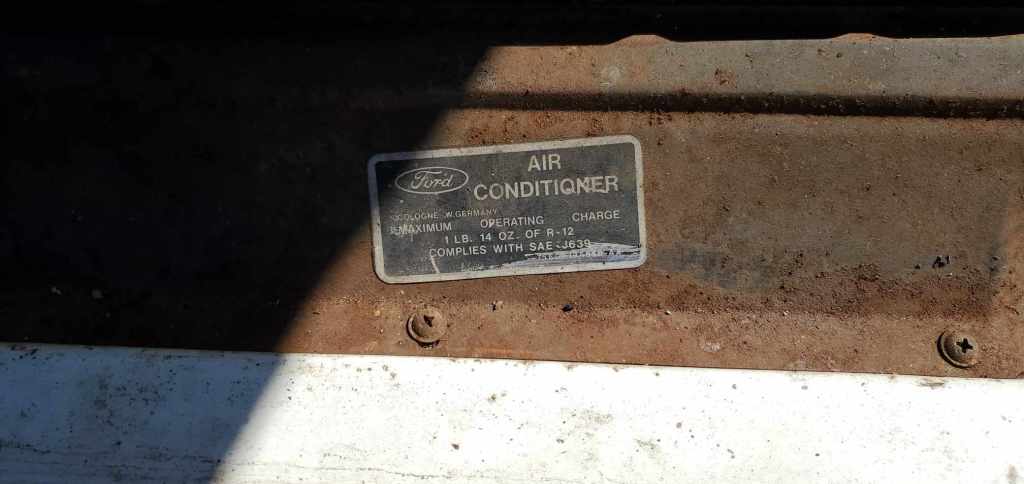 Ford
AIR
CONDITIONER
COLOGNE W.GERMANY
MAXIMUM OPERATING CHARGE
1 LB. 14 OZ. OF R-12
COMPLIES WITH SAE J639